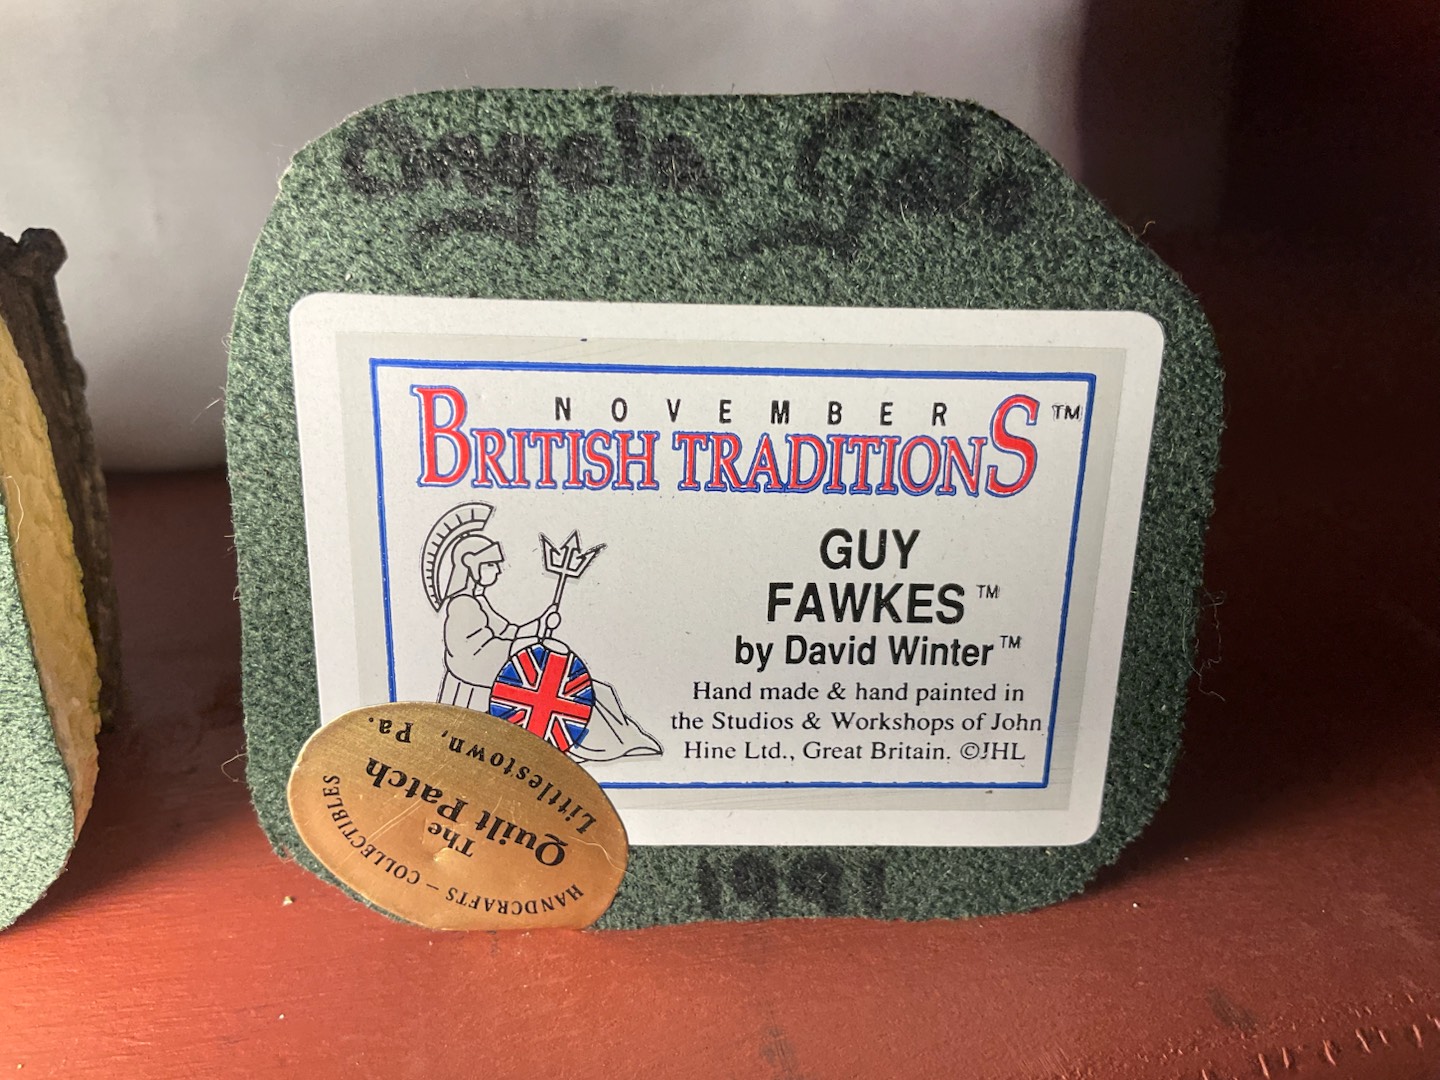 Angela
NOVEMBER
BRITISH TRADITIONS™
GUY
FAWKES™
by David Winter™
Hand made & hand painted in
the Studios & Workshops of John
Hine Ltd., Great Britain. ©JHL
The
Quilt Patch
Littlestown, Pa.
HANDCRAFTS – COLLECTIBLES
1991